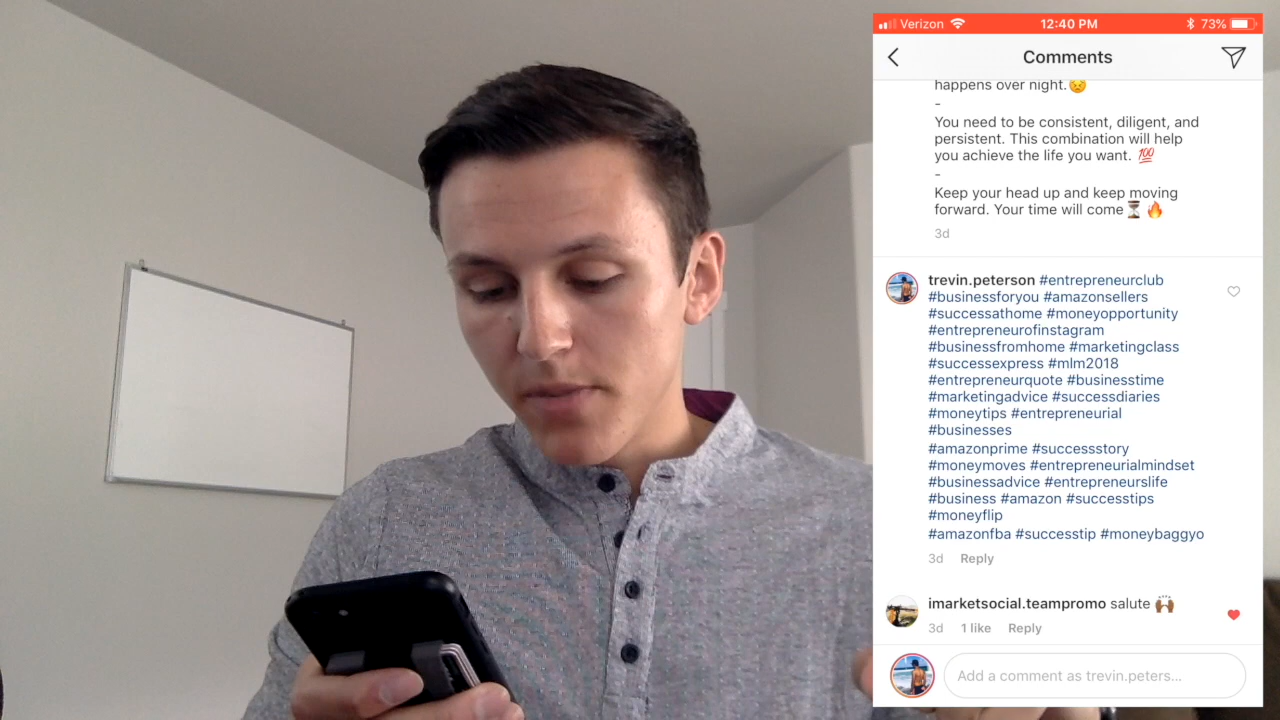 Verizon 12:40 PM 73%
Comments
happens over night.😣
-
You need to be consistent, diligent, and
persistent. This combination will help
you achieve the life you want. 💯
-
Keep your head up and keep moving
forward. Your time will come⏳🔥
3d
trevin.peterson #entrepreneurclub
#businessforyou #amazonsellers
#successathome #moneyopportunity
#entrepreneurofinstagram
#businessfromhome #marketingclass
#successexpress #mlm2018
#entrepreneurquote #businesstime
#marketingadvice #successdiaries
#moneytips #entrepreneurial
#businesses
#amazonprime #successstory
#moneymoves #entrepreneurialmindset
#businessadvice #entrepreneurslife
#business #amazon #successtips
#moneyflip
#amazonfba #successtip #moneybaggyo
3d Reply
imarketsocial.teampromo salute 🙌🏾
3d 1 like Reply
Add a comment as trevin.peters...